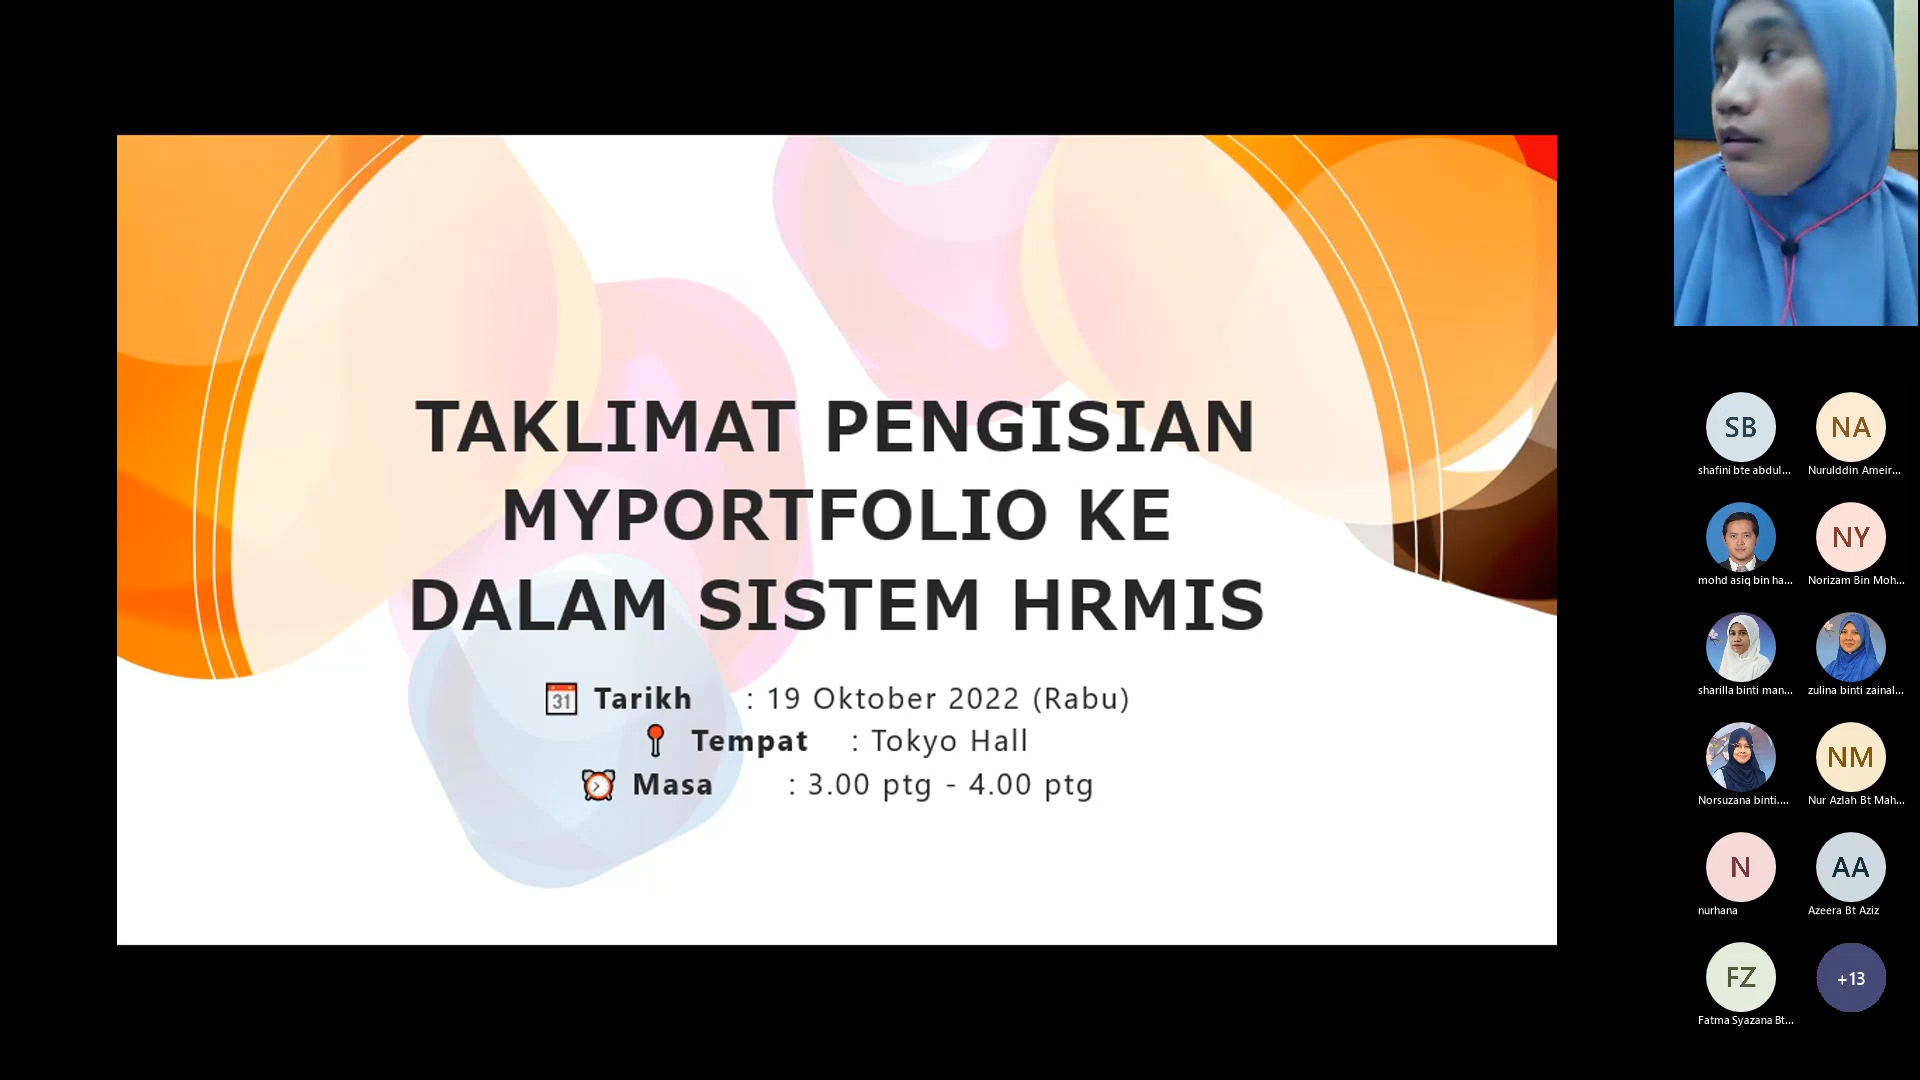 TAKLIMAT PENGISIAN
MYPORTFOLIO KE
DALAM SISTEM HRMIS
31 Tarikh : 19 Oktober 2022 (Rabu)
Tempat : Tokyo Hall
Masa : 3.00 ptg - 4.00 ptg
SB
NA
shafini bte abdul...
Nurulddin Ameir...
NY
mohd asiq bin ha...
Norizam Bin Moh...
sharilla binti man...
zulina binti zainal...
NM
Norsuzana binti....
Nur Azlah Bt Mah...
N
AA
nurhana
Azeera Bt Aziz
FZ
+13
Fatma Syazana Bt...